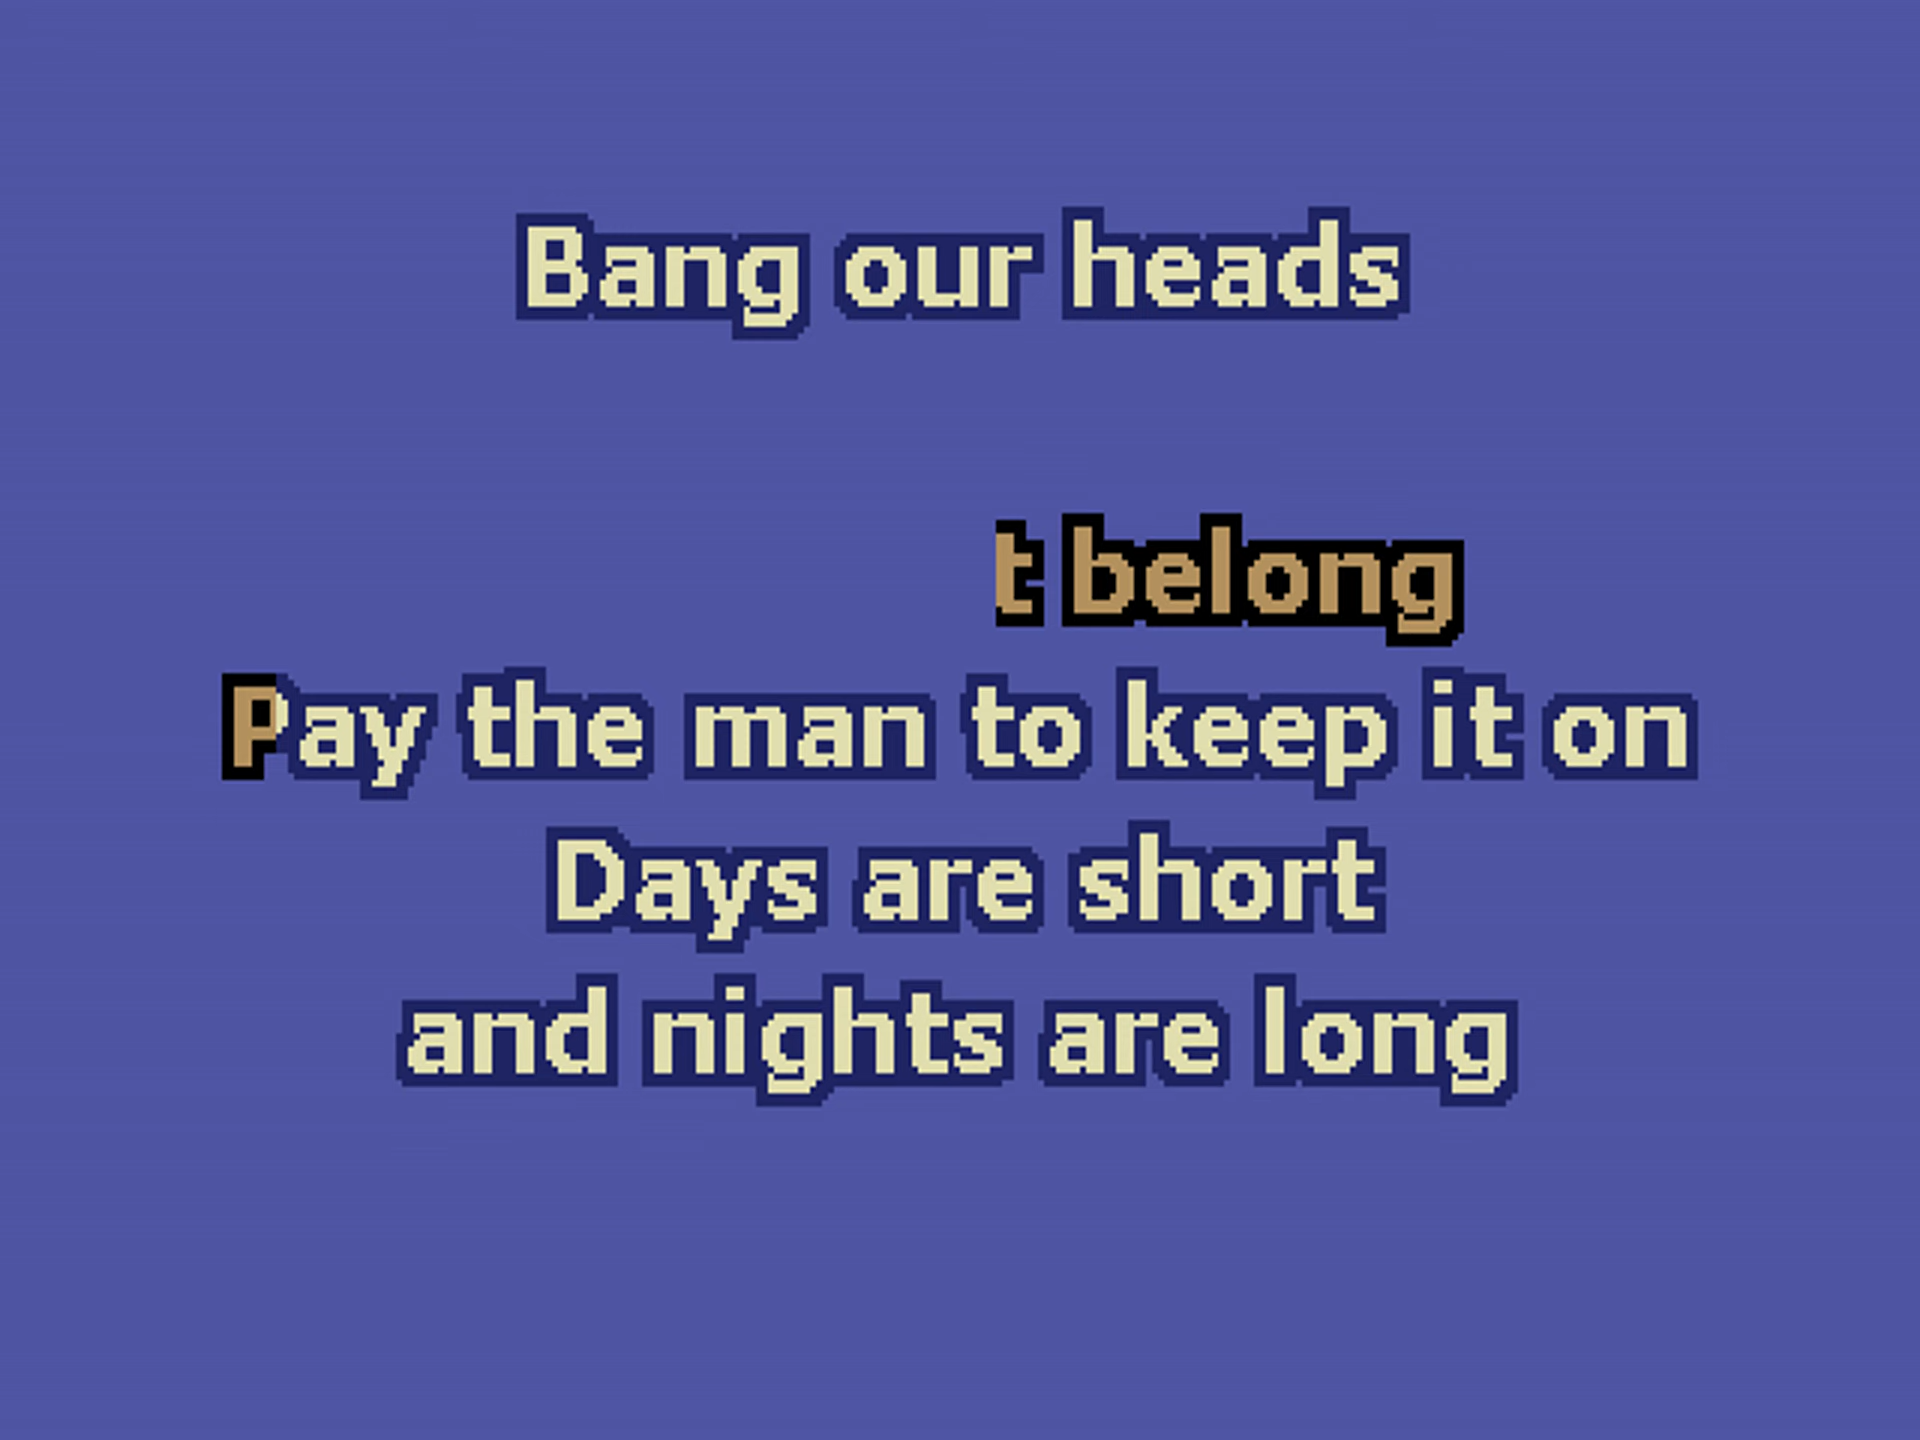 Bang our heads
t belong
Pay the man to keep it on
Days are short
and nights are long